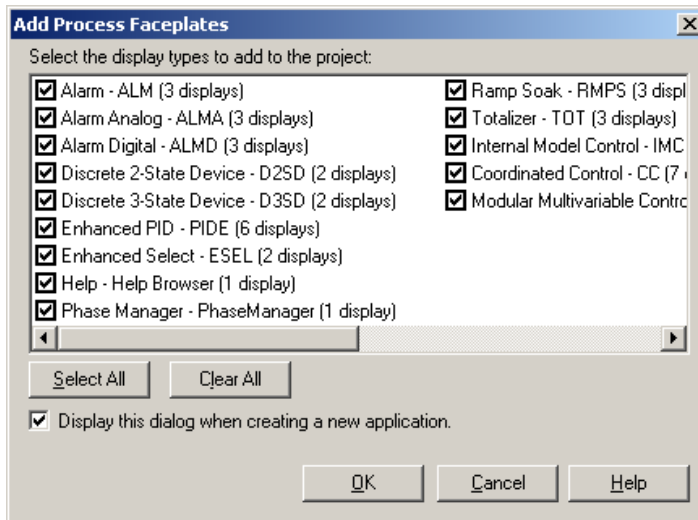 Add Process Faceplates
Select the display types to add to the project:
Alarm - ALM (3 displays)
Alarm Analog - ALMA (3 displays)
Alarm Digital - ALMD (3 displays)
Discrete 2-State Device - D2SD (2 displays)
Discrete 3-State Device - D3SD (2 displays)
Enhanced PID - PIDE (6 displays)
Enhanced Select - ESEL (2 displays)
Help - Help Browser (1 display)
Phase Manager - PhaseManager (1 display)
Ramp Soak - RMPS (3 displ
Totalizer - TOT (3 displays)
Internal Model Control - IMC
Coordinated Control - CC (7
Modular Multivariable Contro
Select All
Clear All
Display this dialog when creating a new application.
OK
Cancel
Help